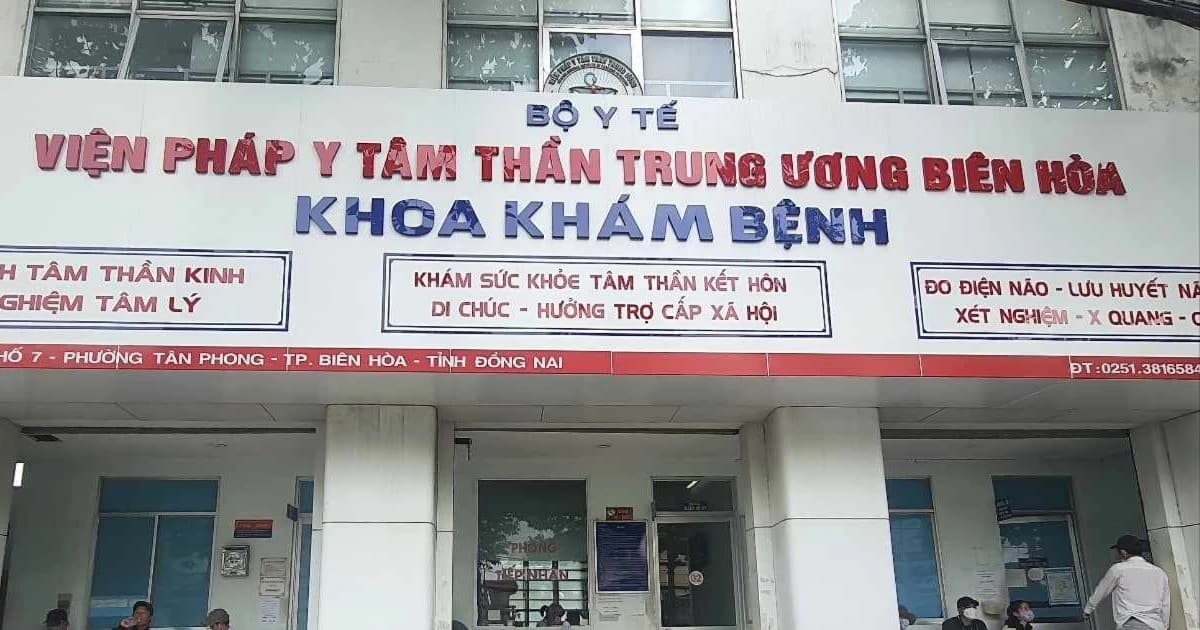 BỘ Y TẾ
VIỆN PHÁP Y TÂM THẦN TRUNG ƯƠNG BIÊN HÒA
KHOA KHÁM BỆNH
H TÂM THẦN KINH
NGHIỆM TÂM LÝ
KHÁM SỨC KHỎE TÂM THẦN KẾT HÔN
DI CHÚC - HƯỞNG TRỢ CẤP XÃ HỘI
ĐO ĐIỆN NÃO - LƯU HUYẾT NÃ
XÉT NGHIỆM - X QUANG -
HỐ 7 - PHƯỜNG TÂN PHONG - TP. BIÊN HÒA - TỈNH ĐỒNG NAI
ĐT:0251.3816584
PHÒNG
TIẾP NHẬN
02